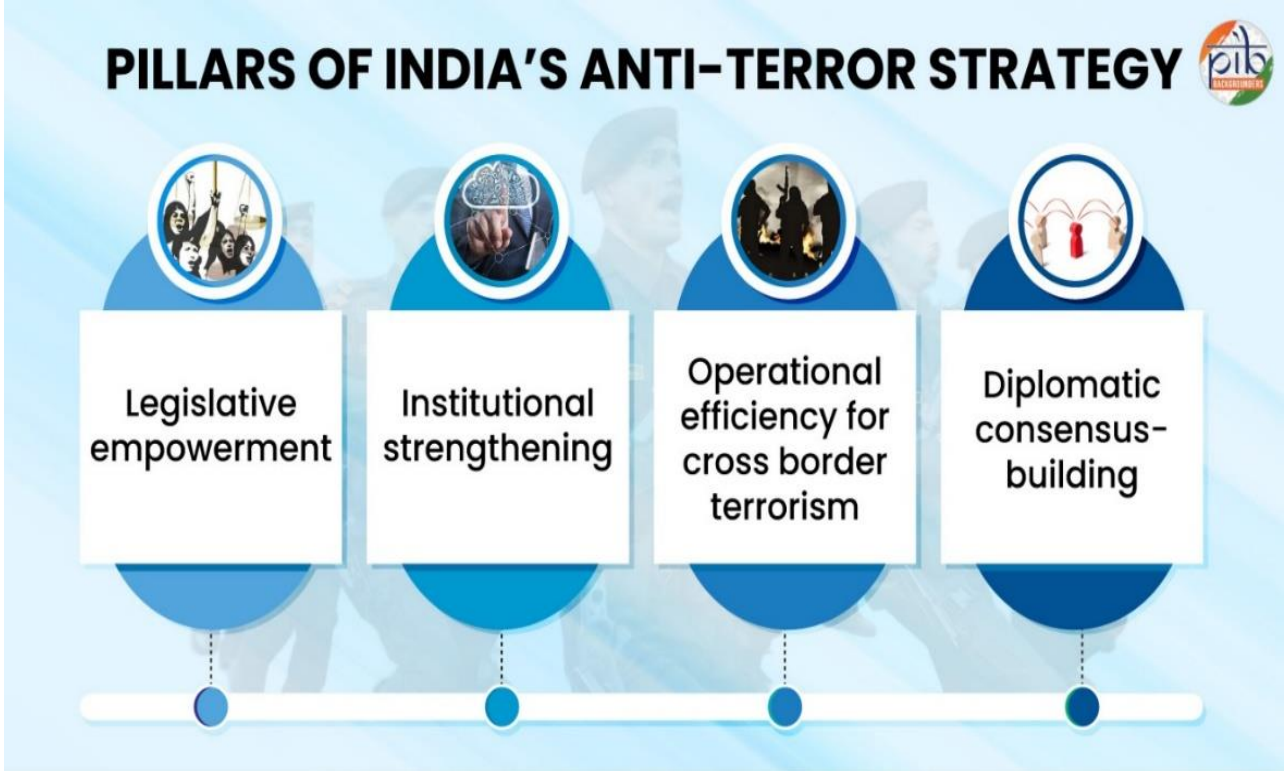 PILLARS OF INDIA'S ANTI-TERROR STRATEGY
pib
BACKGROUNDERS
Legislative
empowerment
Institutional
strengthening
Operational
efficiency for
cross border
terrorism
Diplomatic
consensus-
building